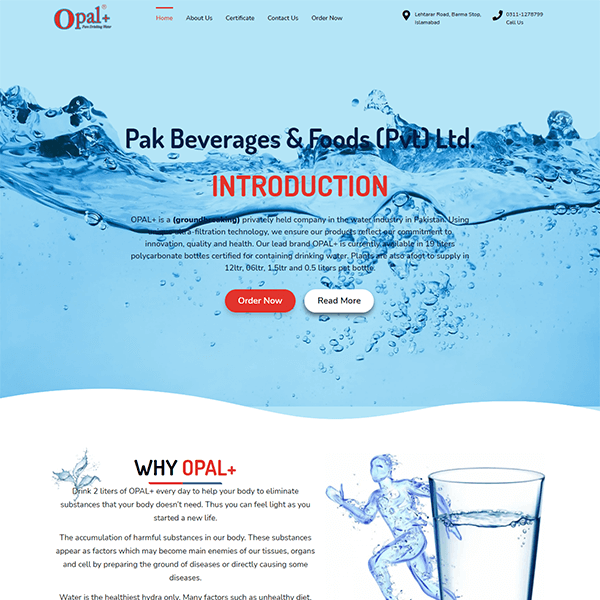 Opal+®
Pure Drinking Water
Home About Us Certificate Contact Us Order Now
Lehtarar Road, Barma Stop,
Islamabad
0311-1278799
Call Us
Pak Beverages & Foods (Pvt) Ltd.
INTRODUCTION
OPAL+ is a (groundbreaking) privately held company in the water industry in Pakistan. Using
ultra-filtration technology, we ensure our products reflect our commitment to
innovation, quality and health. Our lead brand OPAL+ is currently available in 19 liters
polycarbonate bottles certified for containing drinking water. Plants are also afoot to supply in
12ltr, 06ltr, 1.5ltr and 0.5 liters pet bottle.
Order Now
Read More
WHY OPAL+
Drink 2 liters of OPAL+ every day to help your body to eliminate
substances that your body doesn't need. Thus you can feel light as you
started a new life.
The accumulation of harmful substances in our body. These substances
appear as factors which may become main enemies of our tissues, organs
and cell by preparing the ground of diseases or directly causing some
diseases.
Water is the healthiest hydra only. Many factors such as unhealthy diet,